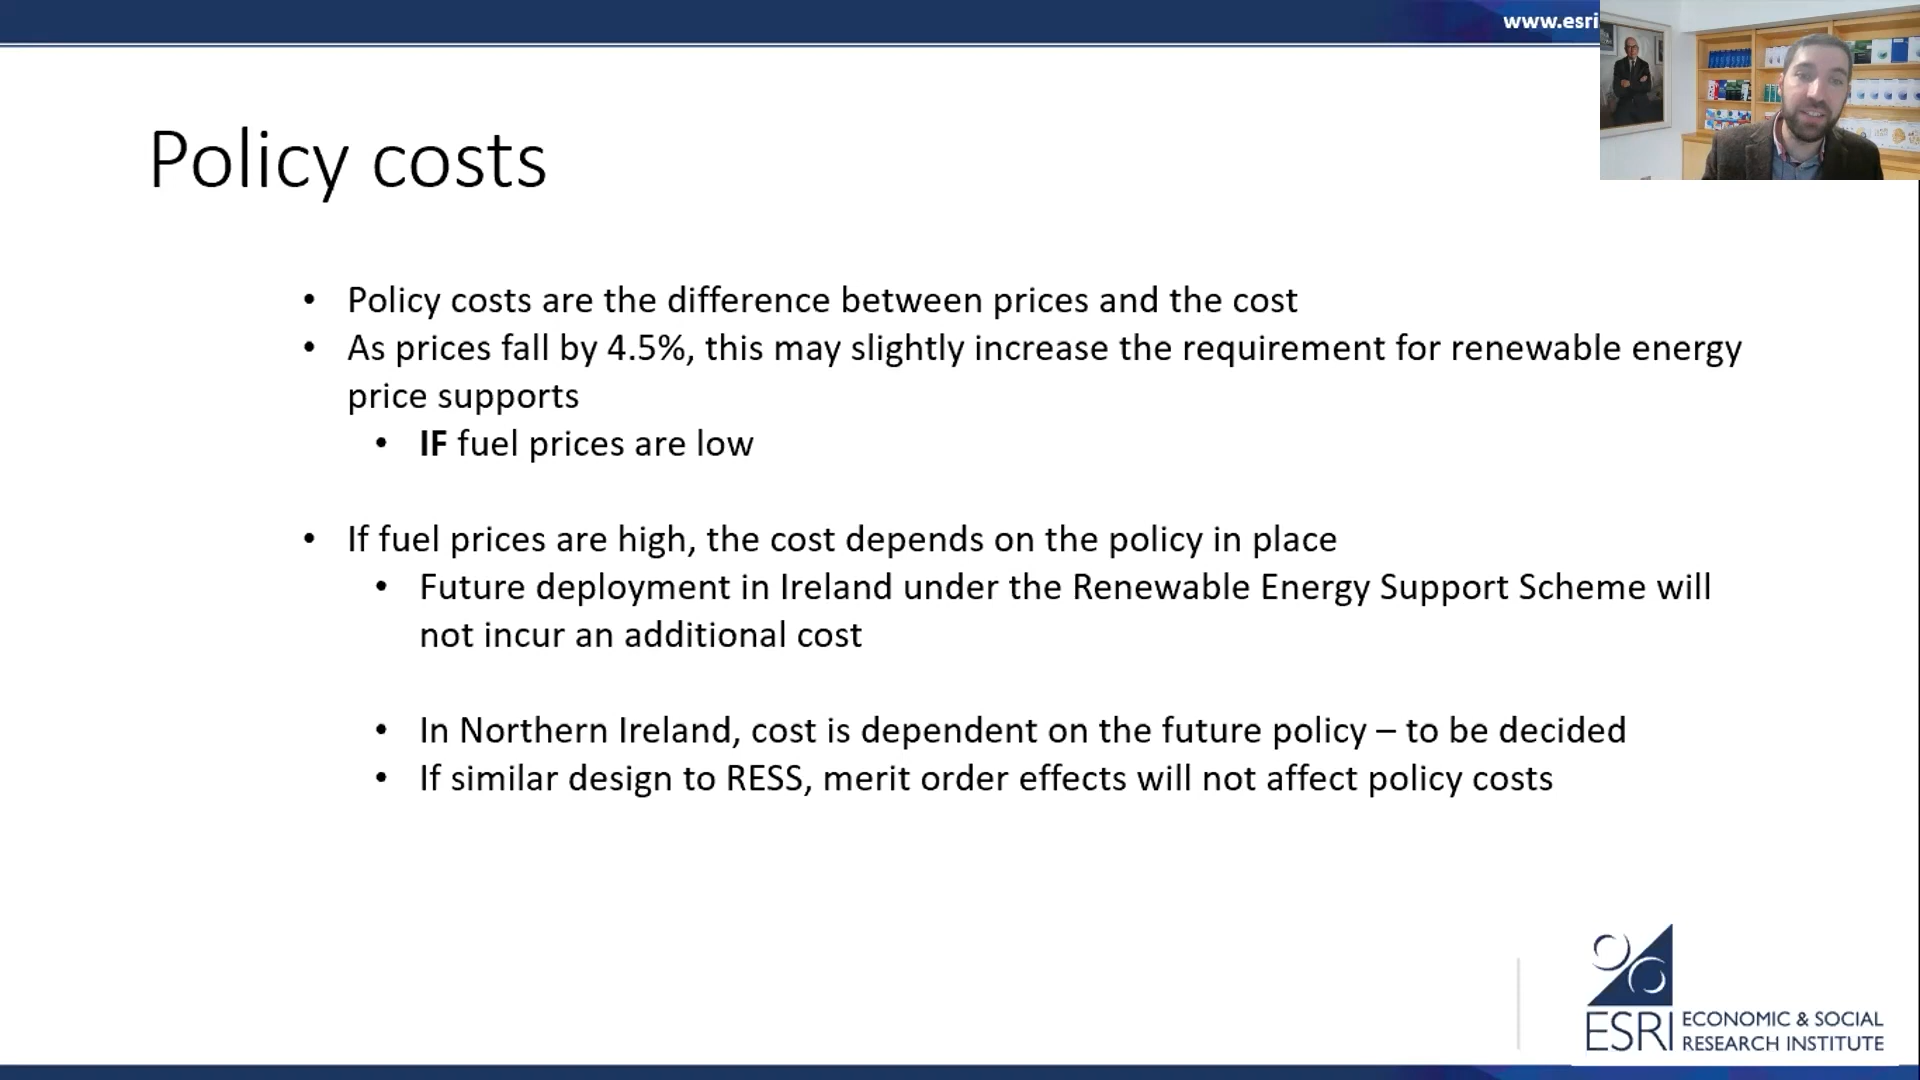 www.esri
Policy costs
• Policy costs are the difference between prices and the cost
• As prices fall by 4.5%, this may slightly increase the requirement for renewable energy
price supports
• IF fuel prices are low
• If fuel prices are high, the cost depends on the policy in place
• Future deployment in Ireland under the Renewable Energy Support Scheme will
not incur an additional cost
• In Northern Ireland, cost is dependent on the future policy – to be decided
• If similar design to RESS, merit order effects will not affect policy costs
ESRI ECONOMIC & SOCIAL
RESEARCH INSTITUTE